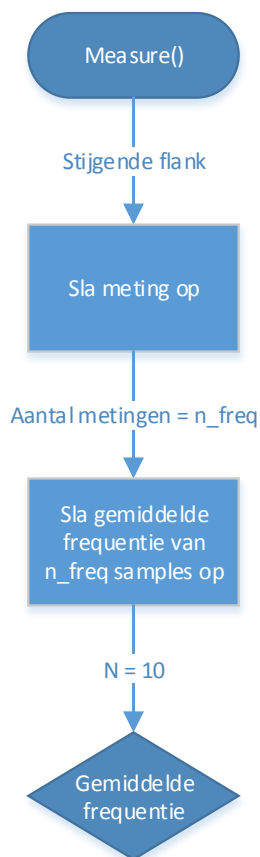 Measure()
Stijgende flank
Sla meting op
Aantal metingen = n_freq
Sla gemiddelde
frequentie van
n_freq samples op
N = 10
Gemiddelde
frequentie